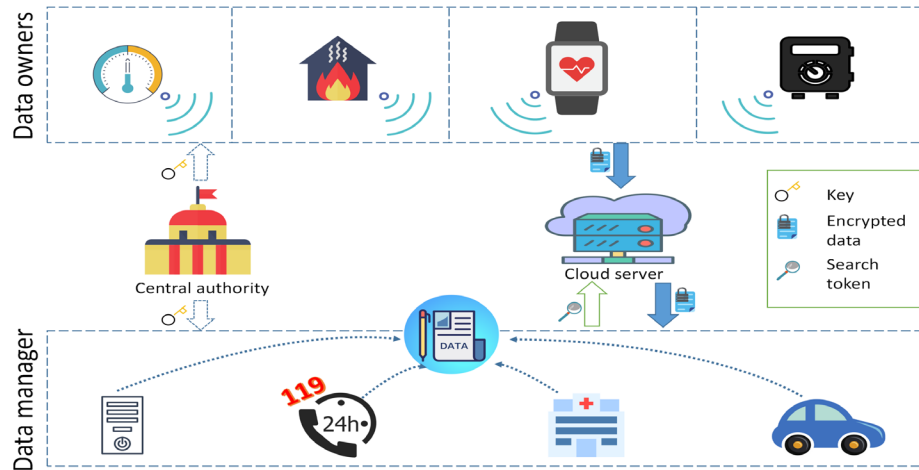 Data owners
Key
Encrypted
data
Search
token
Central authority
Cloud server
Data manager
DATA
119
24h